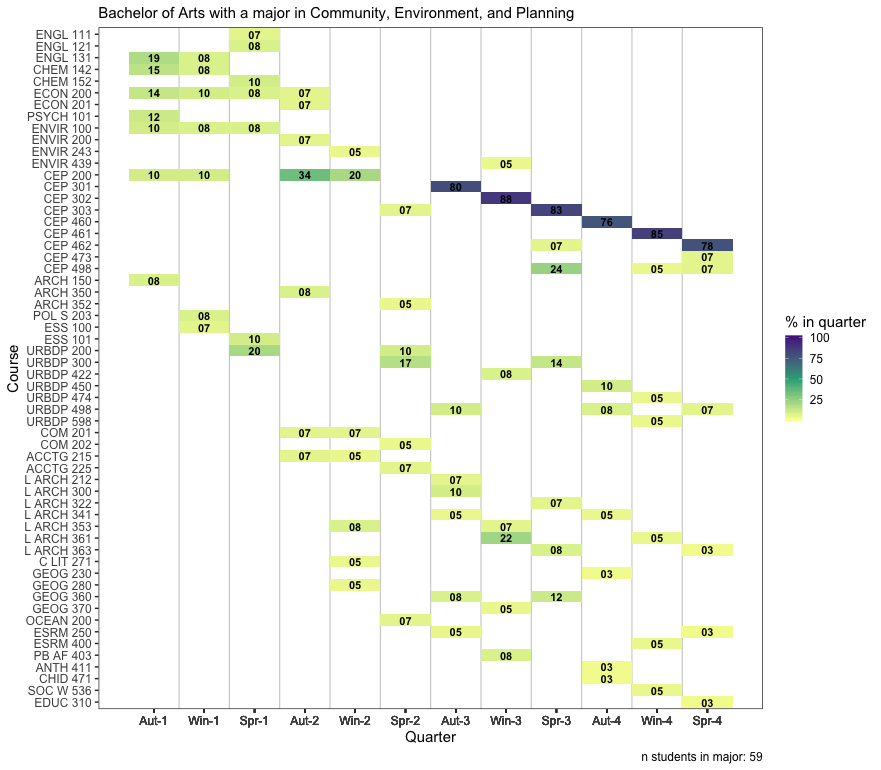 Bachelor of Arts with a major in Community, Environment, and Planning
ENGL 111 07
ENGL 121 08
ENGL 131 19 08
CHEM 142 15 08
CHEM 152 10
ECON 200 14 10 08 07
ECON 201 07
PSYCH 101 12
ENVIR 100 10 08 08
ENVIR 200 07
ENVIR 243 05
ENVIR 439 05
CEP 200 10 10 34 20
CEP 301 80
CEP 302 88
CEP 303 07 83
CEP 460 76
CEP 461 85
CEP 462 07 78
CEP 473 07
CEP 498 24 05 07
ARCH 150 08
ARCH 350 08
ARCH 352 05
POL S 203 08
ESS 100 07
ESS 101 10
URBDP 200 20 10
URBDP 300 17 14
URBDP 422 08
URBDP 450 10
URBDP 474 05
URBDP 498 10 08 07
URBDP 598 05
COM 201 07 07
COM 202 05
ACCTG 215 07 05
ACCTG 225 07
L ARCH 212 07
L ARCH 300 10
L ARCH 322 07
L ARCH 341 05 05
L ARCH 353 08 07
L ARCH 361 22 05
L ARCH 363 08 03
C LIT 271 05
GEOG 230 03
GEOG 280 05
GEOG 360 08 12
GEOG 370 05
OCEAN 200 07
ESRM 250 05 03
ESRM 400 05
PB AF 403 08
ANTH 411 03
CHID 471 03
SOC W 536 05
EDUC 310 03
Course
Aut-1 Win-1 Spr-1 Aut-2 Win-2 Spr-2 Aut-3 Win-3 Spr-3 Aut-4 Win-4 Spr-4
Quarter
% in quarter
100
75
50
25
n students in major: 59